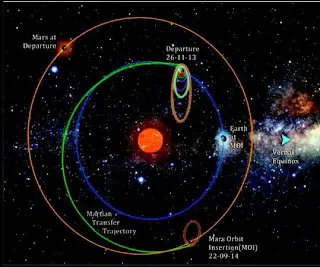 Mars at
Departure
Departure
26-11-13
Earth
at
MOI
Vernal
Equinox
Martian
Transfer
Trajectory
Mars Orbit
Insertion(MOI)
22-09-14